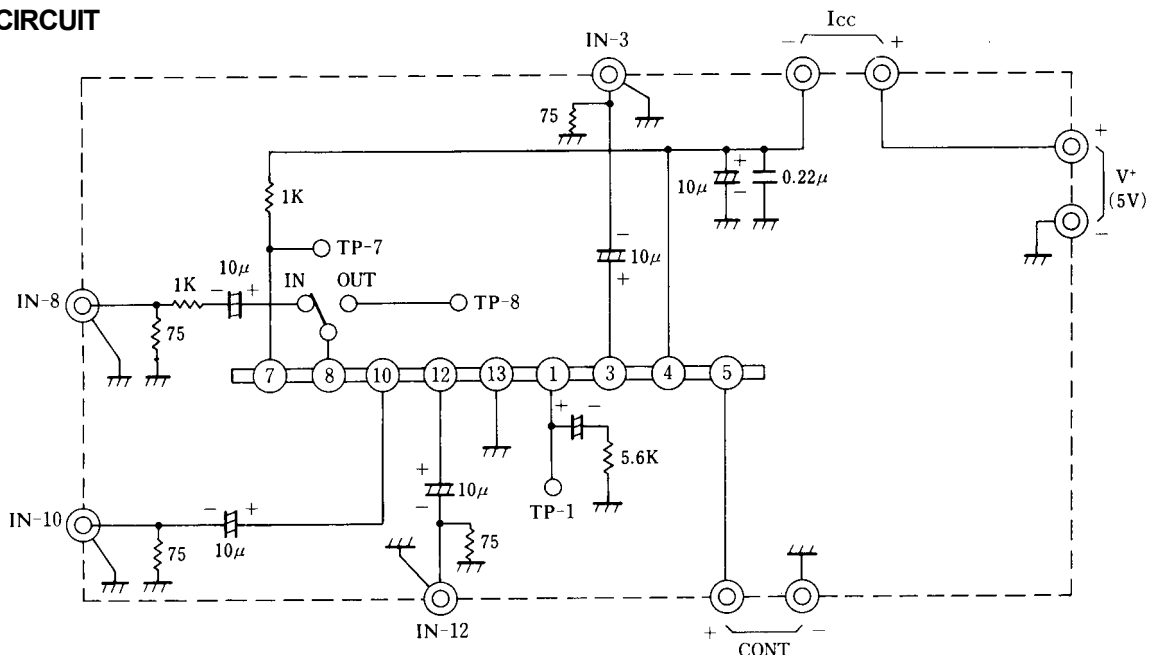 CIRCUIT
Icc
IN-3
− +
75
+
1K
10μ
+
−
0.22μ
V⁺
(5V)
−
TP-7
−
10μ
+
10μ
IN
OUT
IN-8
1K
− +
TP-8
75
7 8 10 12 13 1 3 4 5
+ −
5.6K
+
10μ
−
TP-1
IN-10
− +
10μ
75
75
IN-12
+ −
CONT